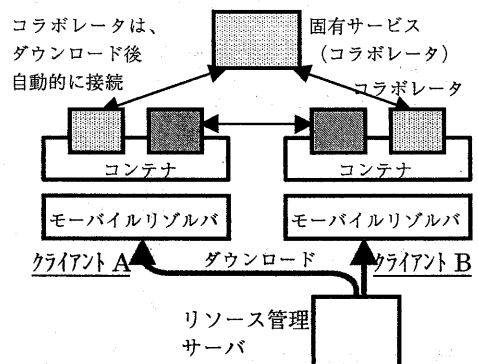 コラボレータは、
ダウンロード後
自動的に接続
固有サービス
（コラボレータ）
コラボレータ
コンテナ
コンテナ
モーバイルリゾルバ
モーバイルリゾルバ
クライアント A
ダウンロード
クライアント B
リソース管理
サーバ